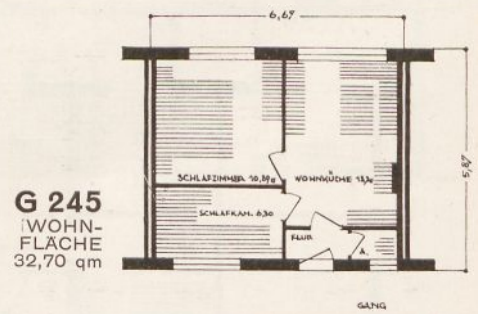 6,67
5,87
SCHLAFZIMMER 10,89 WOHNKÜCHE
SCHLAFKAM. 6,30
FLUR
A.
G 245
WOHN-
FLÄCHE
32,70 qm
GANG